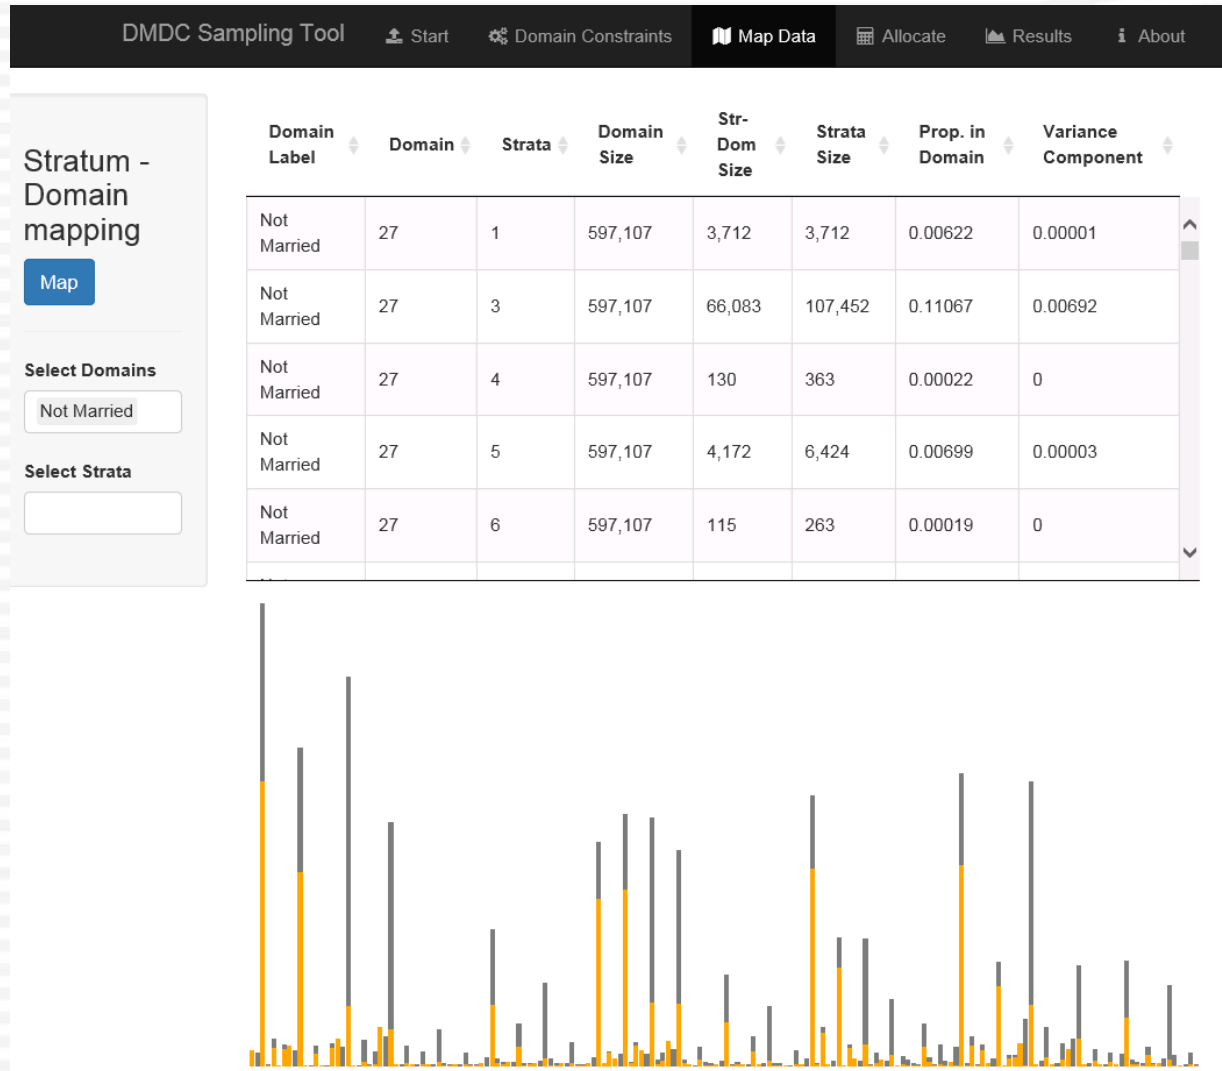 DMDC Sampling Tool Start Domain Constraints Map Data Allocate Results About
Stratum -
Domain
mapping
Map
Select Domains
Not Married
Select Strata
Domain Label Domain Strata Domain Size Str-Dom Size Strata Size Prop. in Domain Variance Component
Not Married 27 1 597,107 3,712 3,712 0.00622 0.00001
Not Married 27 3 597,107 66,083 107,452 0.11067 0.00692
Not Married 27 4 597,107 130 363 0.00022 0
Not Married 27 5 597,107 4,172 6,424 0.00699 0.00003
Not Married 27 6 597,107 115 263 0.00019 0